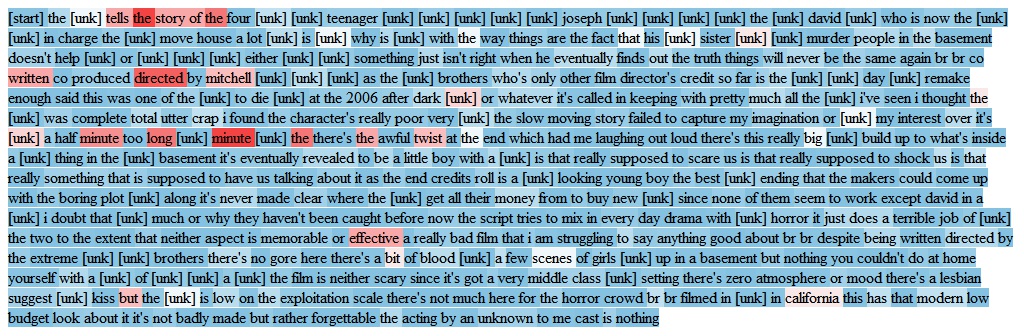 [start] the [unk] tells the story of the four [unk] [unk] teenager [unk] [unk] [unk] [unk] [unk] joseph [unk] [unk] [unk] [unk] the [unk] david [unk] who is now the [unk]
[unk] in charge the [unk] move house a lot [unk] is [unk] why is [unk] with the way things are the fact that his [unk] sister [unk] [unk] murder people in the basement
doesn't help [unk] or [unk] [unk] [unk] either [unk] [unk] something just isn't right when he eventually finds out the truth things will never be the same again br br co
written co produced directed by mitchell [unk] [unk] [unk] as the [unk] brothers who's only other film director's credit so far is the [unk] [unk] day [unk] remake
enough said this was one of the [unk] to die [unk] at the 2006 after dark [unk] or whatever it's called in keeping with pretty much all the [unk] i've seen i thought the
[unk] was complete total utter crap i found the character's really poor very [unk] the slow moving story failed to capture my imagination or [unk] my interest over it's
[unk] a half minute too long [unk] minute [unk] the there's the awful twist at the end which had me laughing out loud there's this really big [unk] build up to what's inside
a [unk] thing in the [unk] basement it's eventually revealed to be a little boy with a [unk] is that really supposed to scare us is that really supposed to shock us is that
really something that is supposed to have us talking about it as the end credits roll is a [unk] looking young boy the best [unk] ending that the makers could come up
with the boring plot [unk] along it's never made clear where the [unk] get all their money from to buy new [unk] since none of them seem to work except david in a
[unk] i doubt that [unk] much or why they haven't been caught before now the script tries to mix in every day drama with [unk] horror it just does a terrible job of [unk]
the two to the extent that neither aspect is memorable or effective a really bad film that i am struggling to say anything good about br br despite being written directed by
the extreme [unk] brothers there's no gore here there's a bit of blood [unk] a few scenes of girls [unk] up in a basement but nothing you couldn't do at home
yourself with a [unk] of [unk] [unk] a [unk] the film is neither scary since it's got a very middle class [unk] setting there's zero atmosphere or mood there's a lesbian
suggest [unk] kiss but the [unk] is low on the exploitation scale there's not much here for the horror crowd br br filmed in [unk] in california this has that modern low
budget look about it it's not badly made but rather forgettable the acting by an unknown to me cast is nothing